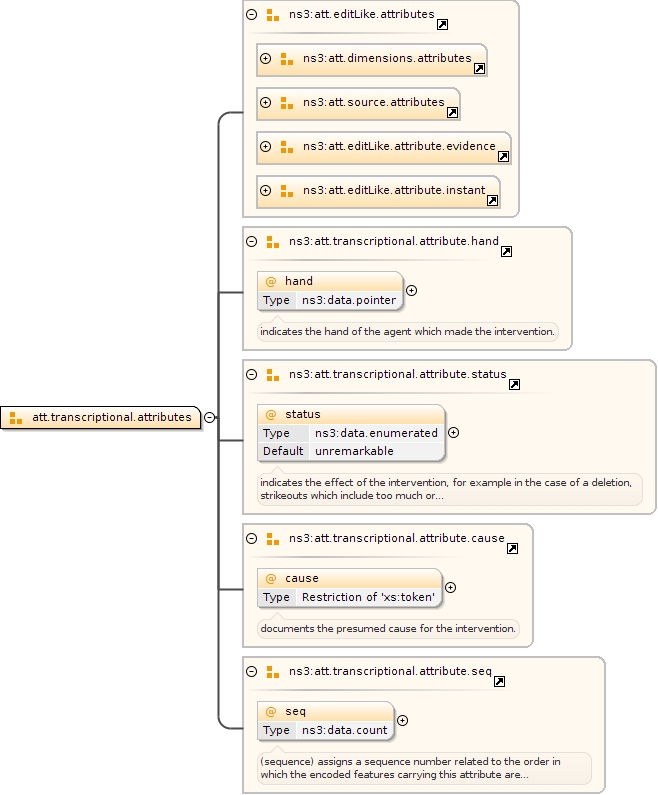 ns3:att.editLike.attributes
ns3:att.dimensions.attributes
ns3:att.source.attributes
ns3:att.editLike.attribute.evidence
ns3:att.editLike.attribute.instant
ns3:att.transcriptional.attribute.hand
@ hand
Type ns3:data.pointer
indicates the hand of the agent which made the intervention.
ns3:att.transcriptional.attribute.status
@ status
Type ns3:data.enumerated
Default unremarkable
indicates the effect of the intervention, for example in the case of a deletion,
strikeouts which include too much or...
att.transcriptional.attributes
ns3:att.transcriptional.attribute.cause
@ cause
Type Restriction of 'xs:token'
documents the presumed cause for the intervention.
ns3:att.transcriptional.attribute.seq
@ seq
Type ns3:data.count
(sequence) assigns a sequence number related to the order in
which the encoded features carrying this attribute are...